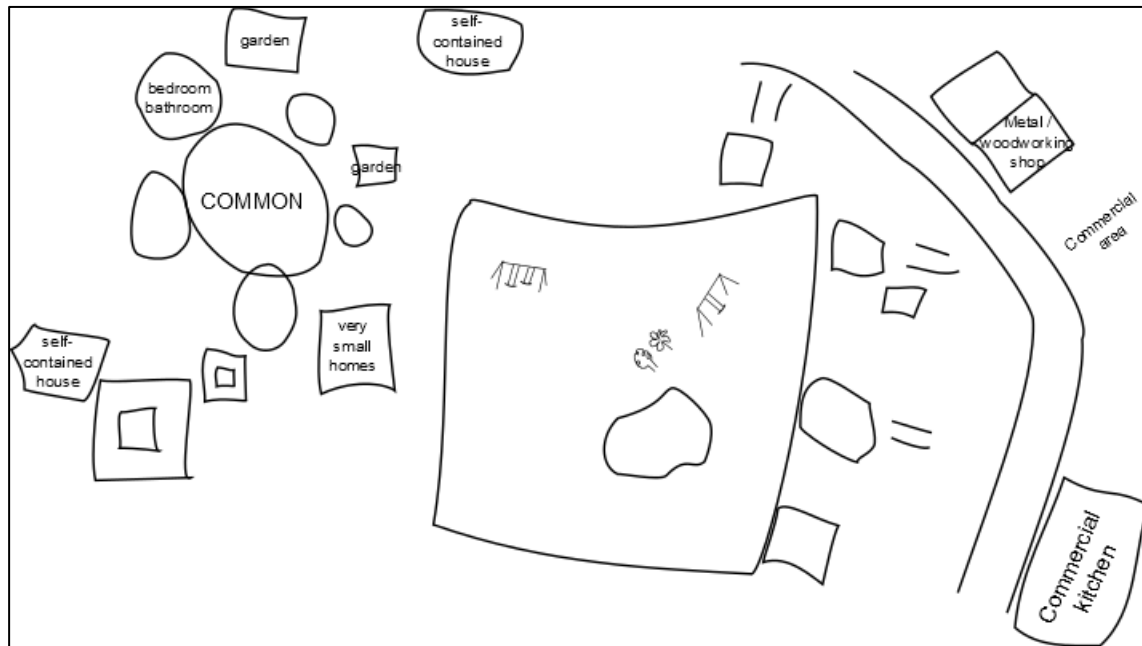 garden
self-
contained
house
bedroom
bathroom
garden
COMMON
Metal /
woodworking
shop
Commercial
area
self-
contained
house
very
small
homes
Commercial
kitchen